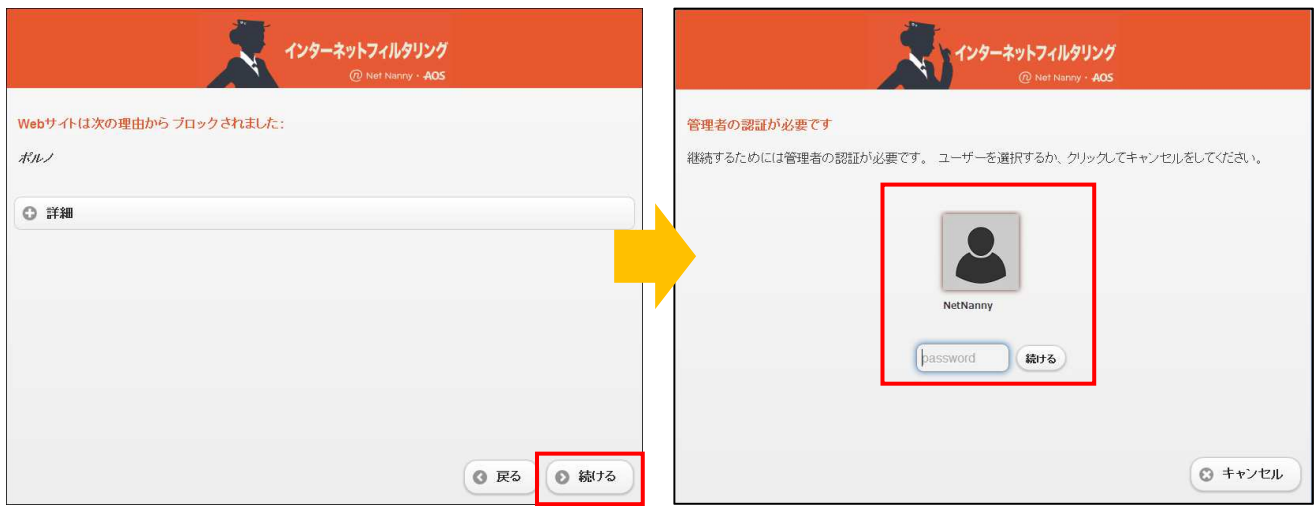 インターネットフィルタリング
n Net Nanny・AOS
Webサイトは次の理由から ブロックされました:
ポルノ
詳細
戻る
続ける
インターネットフィルタリング
n Net Nanny・AOS
管理者の認証が必要です
継続するためには管理者の認証が必要です。 ユーザーを選択するか、クリックしてキャンセルをしてください。
NetNanny
password
続ける
キャンセル